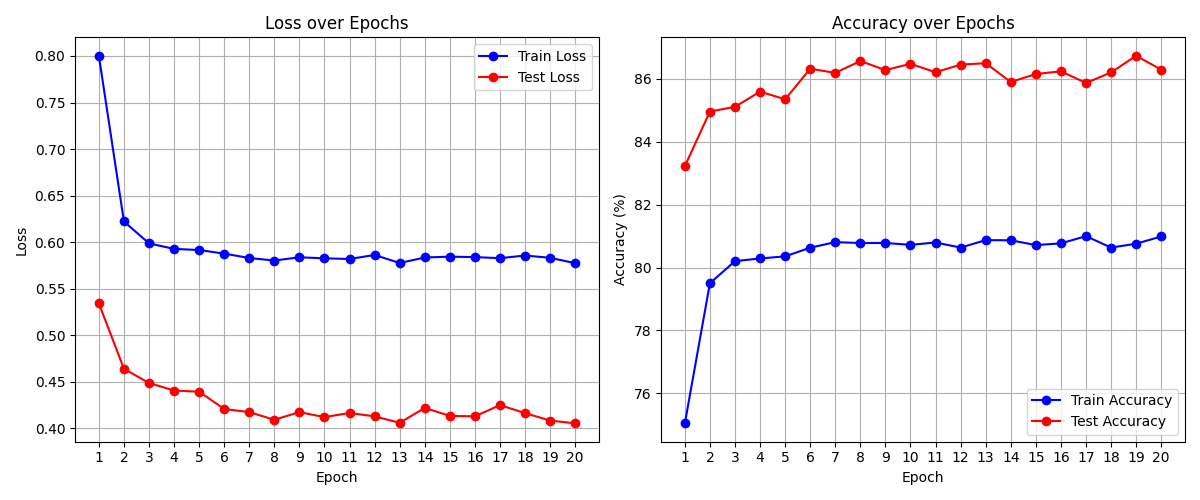 Loss over Epochs
Loss
0.80
0.75
0.70
0.65
0.60
0.55
0.50
0.45
0.40
Train Loss
Test Loss
1 2 3 4 5 6 7 8 9 10 11 12 13 14 15 16 17 18 19 20
Epoch
Accuracy over Epochs
Accuracy (%)
86
84
82
80
78
76
Train Accuracy
Test Accuracy
1 2 3 4 5 6 7 8 9 10 11 12 13 14 15 16 17 18 19 20
Epoch